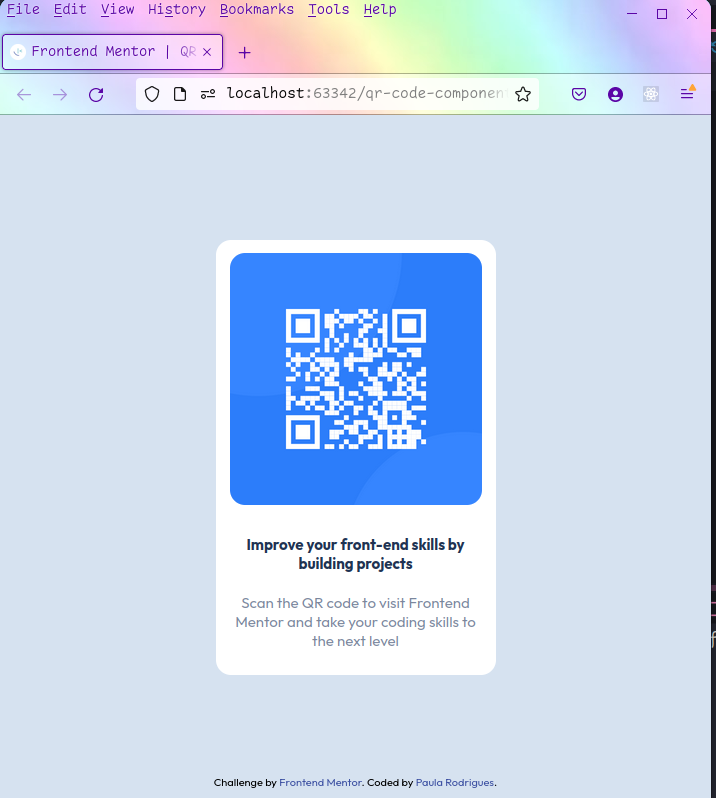 File Edit View History Bookmarks Tools Help
Frontend Mentor | QR
localhost:63342/qr-code-componen
Improve your front-end skills by
building projects
Scan the QR code to visit Frontend
Mentor and take your coding skills to
the next level
Challenge by Frontend Mentor. Coded by Paula Rodrigues.